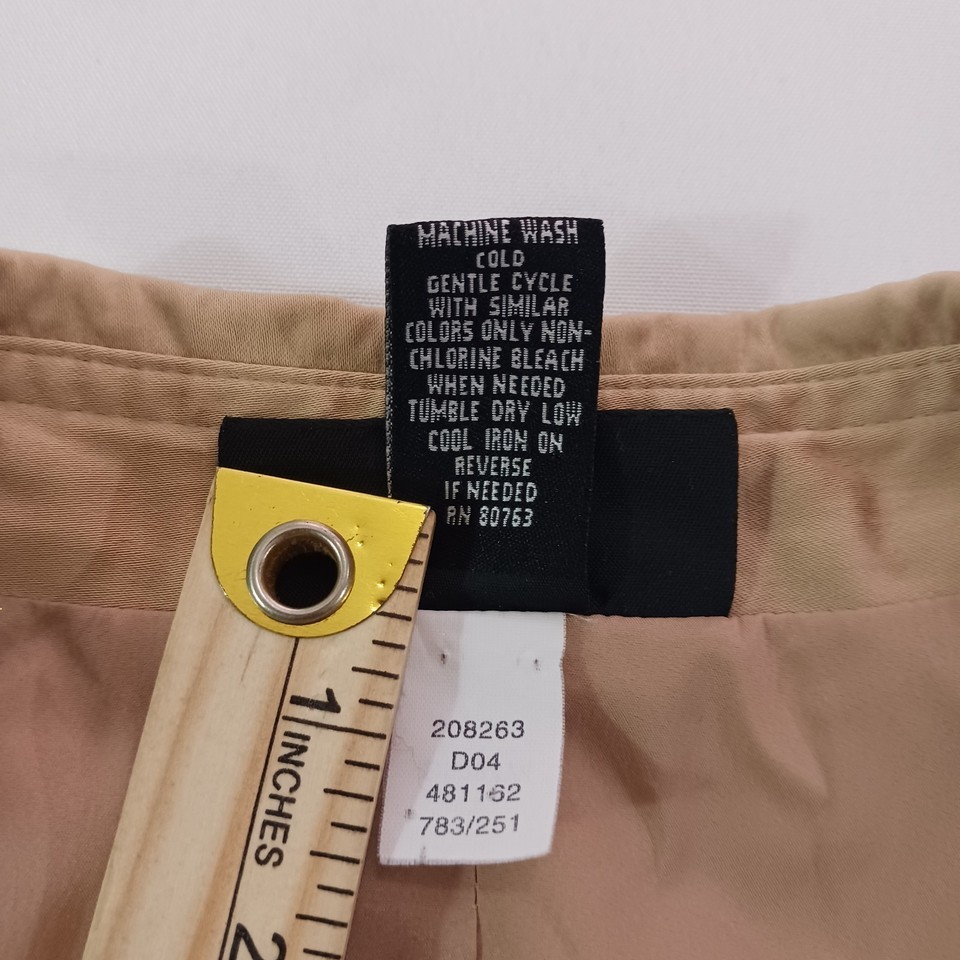 MACHINE WASH
COLD
GENTLE CYCLE
WITH SIMILAR
COLORS ONLY NON-
CHLORINE BLEACH
WHEN NEEDED
TUMBLE DRY LOW
COOL IRON ON
REVERSE
IF NEEDED
RN 80763
208263
D04
481162
783/251
1
INCHES
2